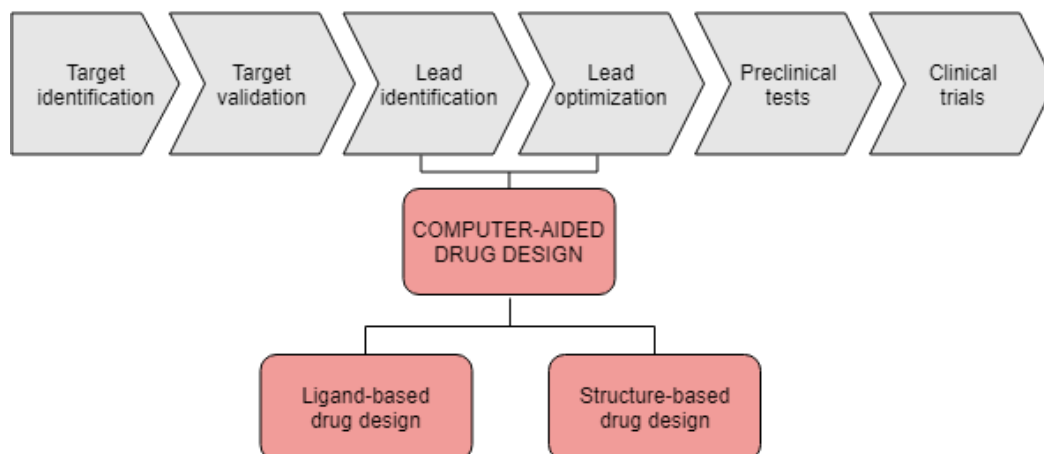 Target
identification
Target
validation
Lead
identification
Lead
optimization
Preclinical
tests
Clinical
trials
COMPUTER-AIDED
DRUG DESIGN
Ligand-based
drug design
Structure-based
drug design